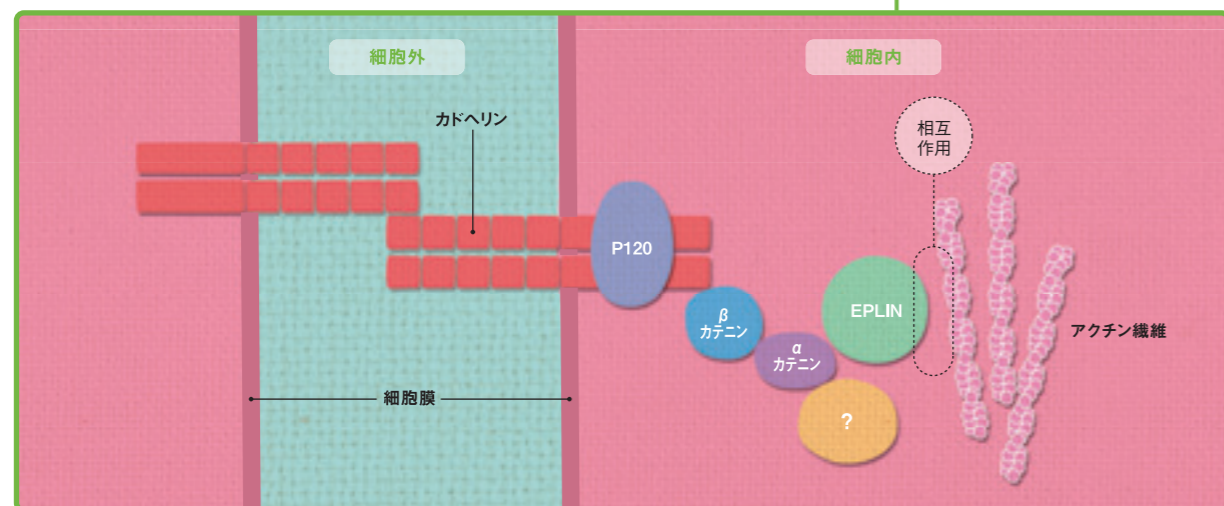 細胞外
細胞内
カドヘリン
相互
作用
P120
β
カテニン
α
カテニン
EPLIN
アクチン繊維
細胞膜
?